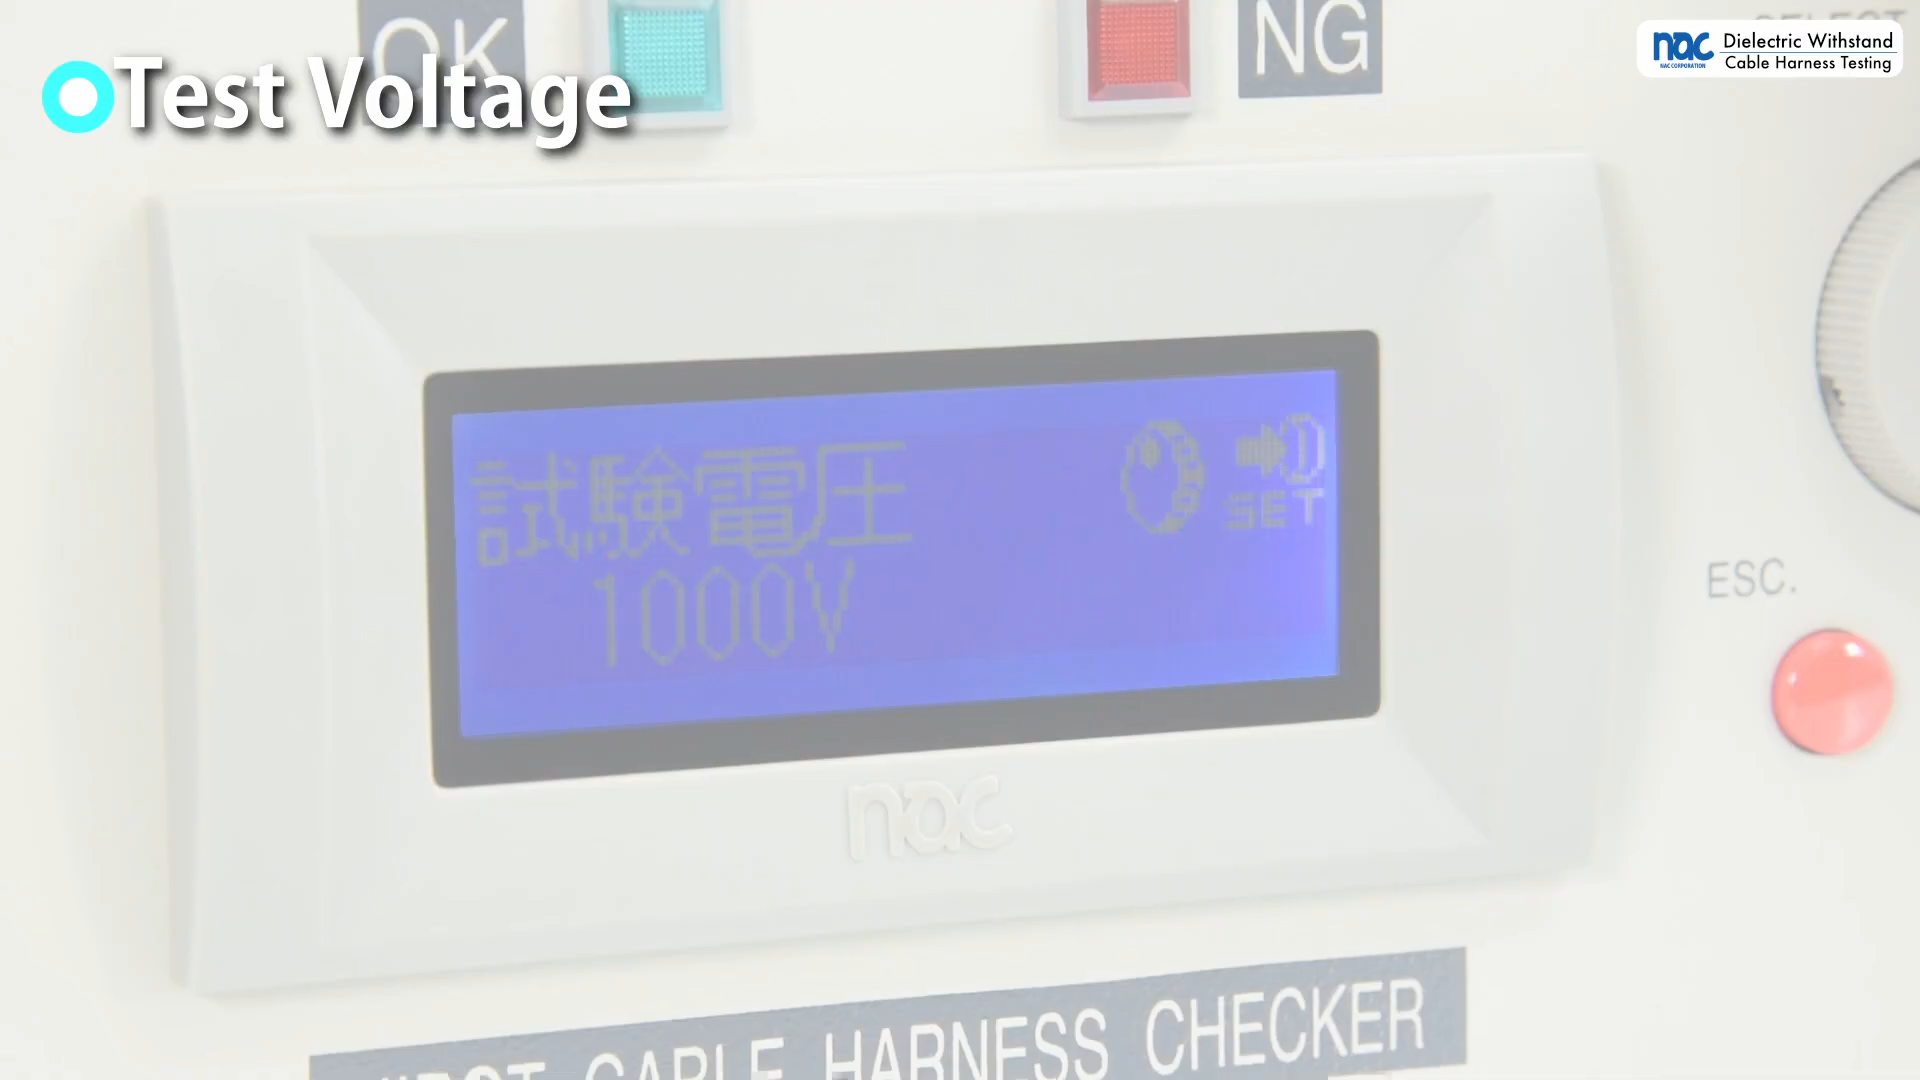 OK
NG
SELECT
Test Voltage
nac
NAC CORPORATION
Dielectric Withstand
Cable Harness Testing
試験電圧
SET
1000V
ESC.
nac
CABLE HARNESS CHECKER